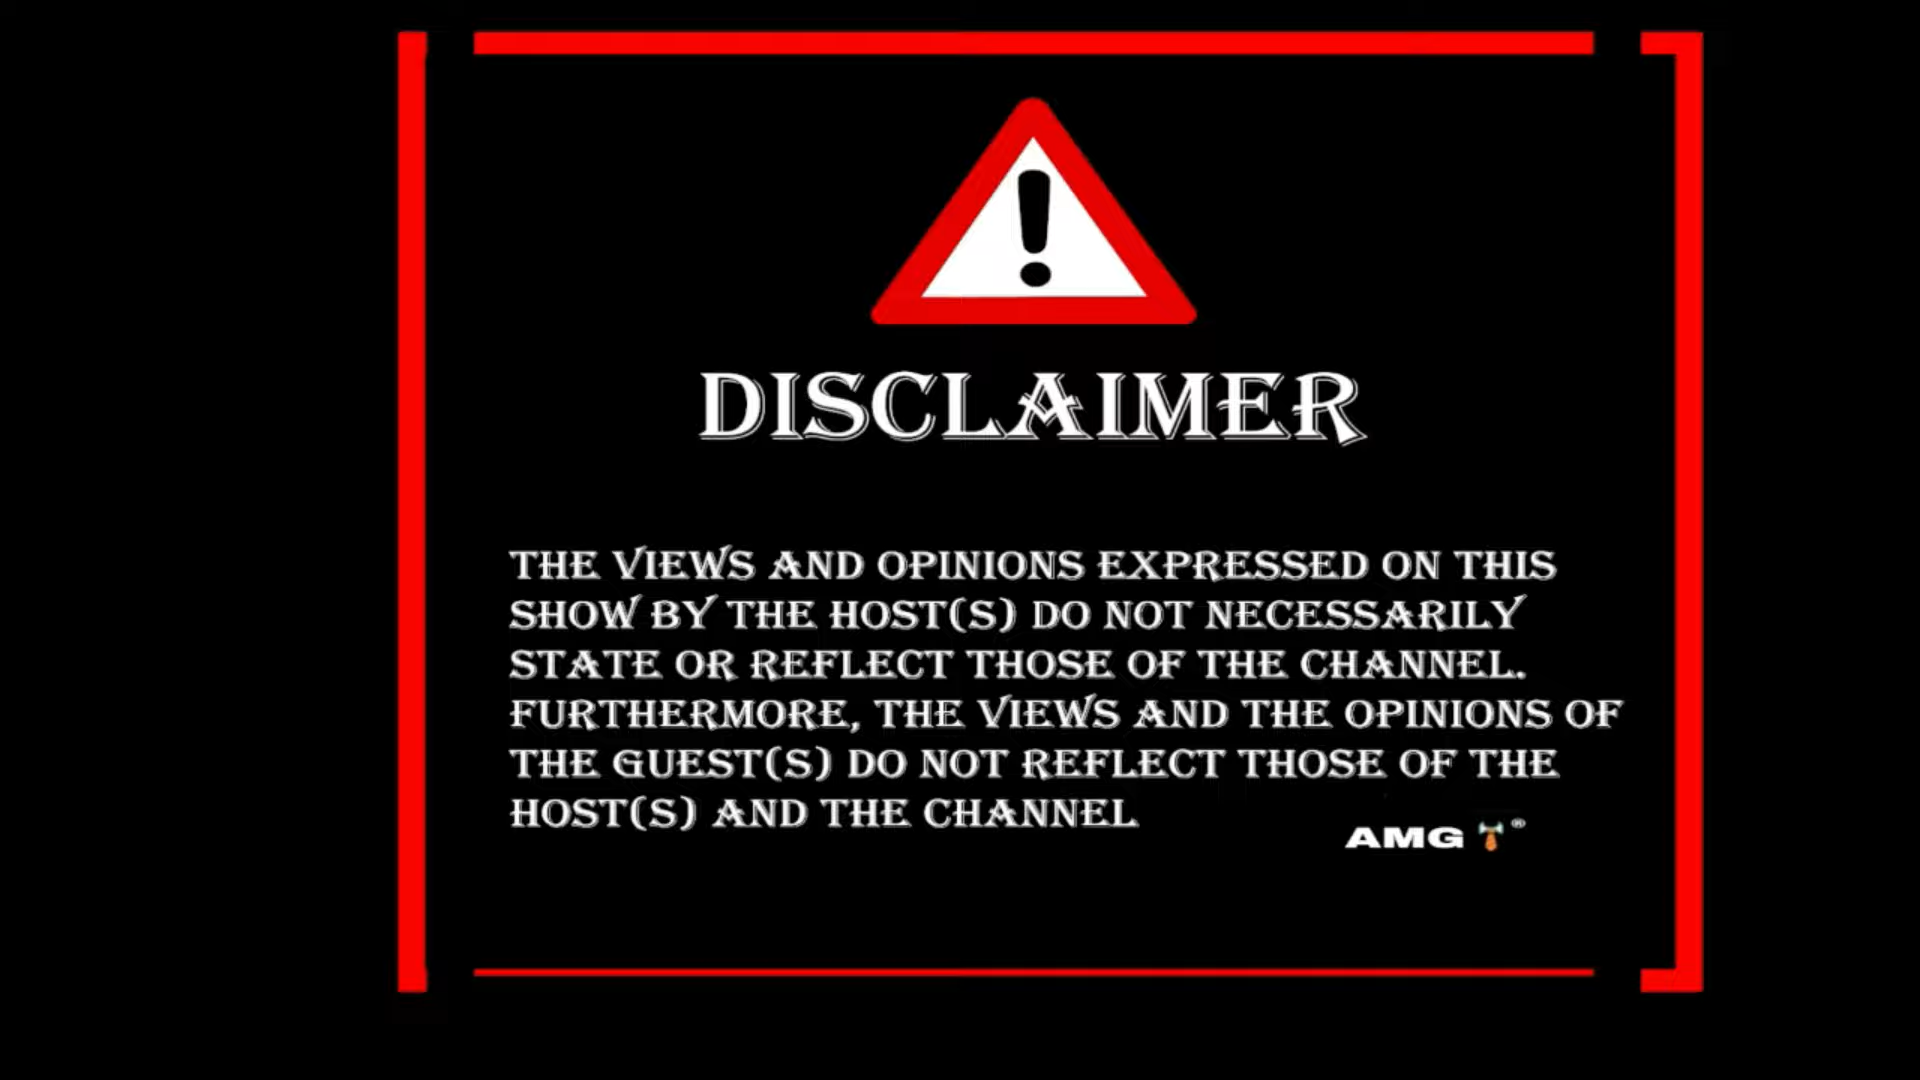 DISCLAIMER
THE VIEWS AND OPINIONS EXPRESSED ON THIS
SHOW BY THE HOST(S) DO NOT NECESSARILY
STATE OR REFLECT THOSE OF THE CHANNEL.
FURTHERMORE, THE VIEWS AND THE OPINIONS OF
THE GUEST(S) DO NOT REFLECT THOSE OF THE
HOST(S) AND THE CHANNEL
AMG ®